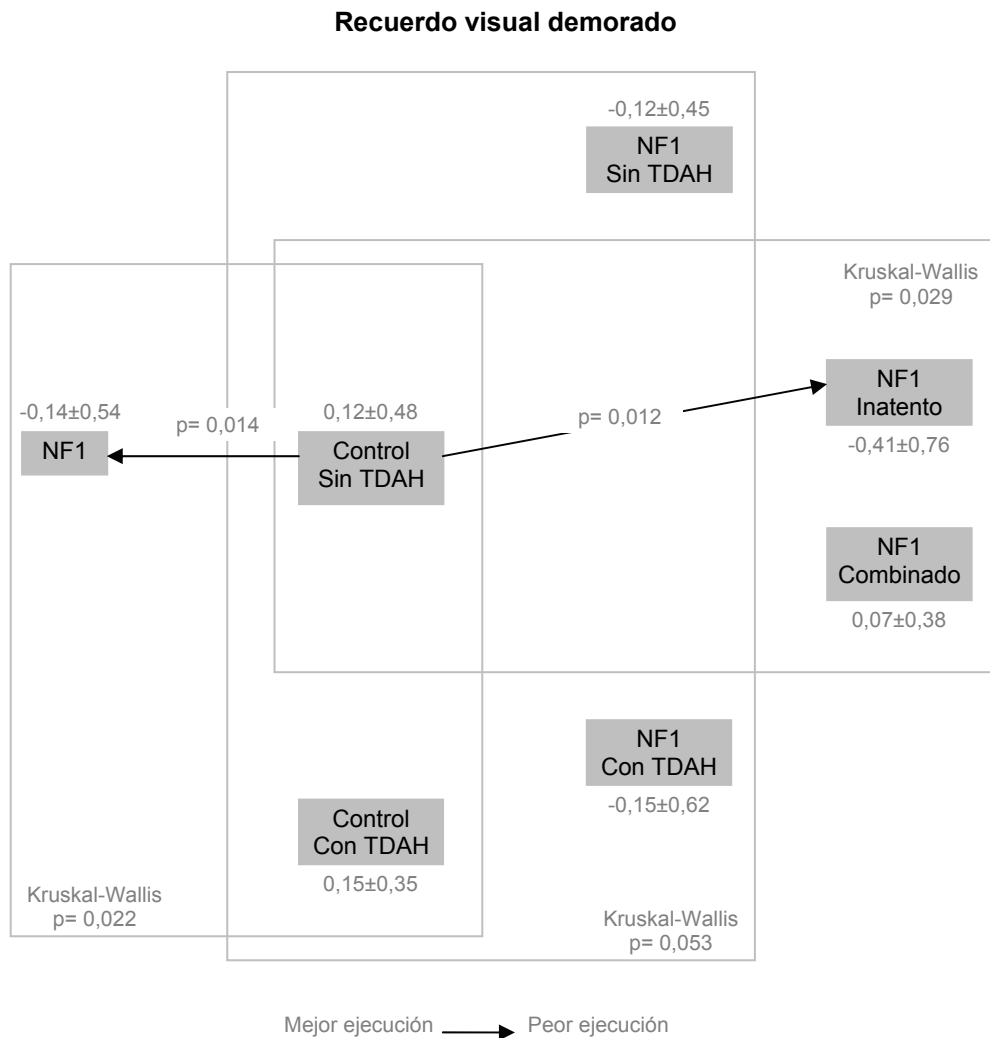 Recuerdo visual demorado
-0,12±0,45
NF1
Sin TDAH
Kruskal-Wallis
p= 0,029
NF1
Inatento
-0,41±0,76
-0,14±0,54
NF1
p= 0,014
0,12±0,48
Control
Sin TDAH
p= 0,012
NF1
Combinado
0,07±0,38
NF1
Con TDAH
-0,15±0,62
Control
Con TDAH
0,15±0,35
Kruskal-Wallis
p= 0,022
Kruskal-Wallis
p= 0,053
Mejor ejecución Peor ejecución